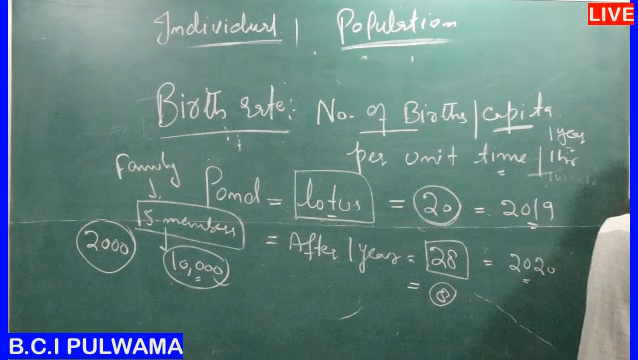 LIVE
Individual | Population
Birth rate: No. of Births | capita
per unit time | 1 year
1 hr
Family
Pond = lotus = 20 = 2019
5 members
2000
10,000
= After 1 year = 28 = 2020
= 8
B.C.I PULWAMA